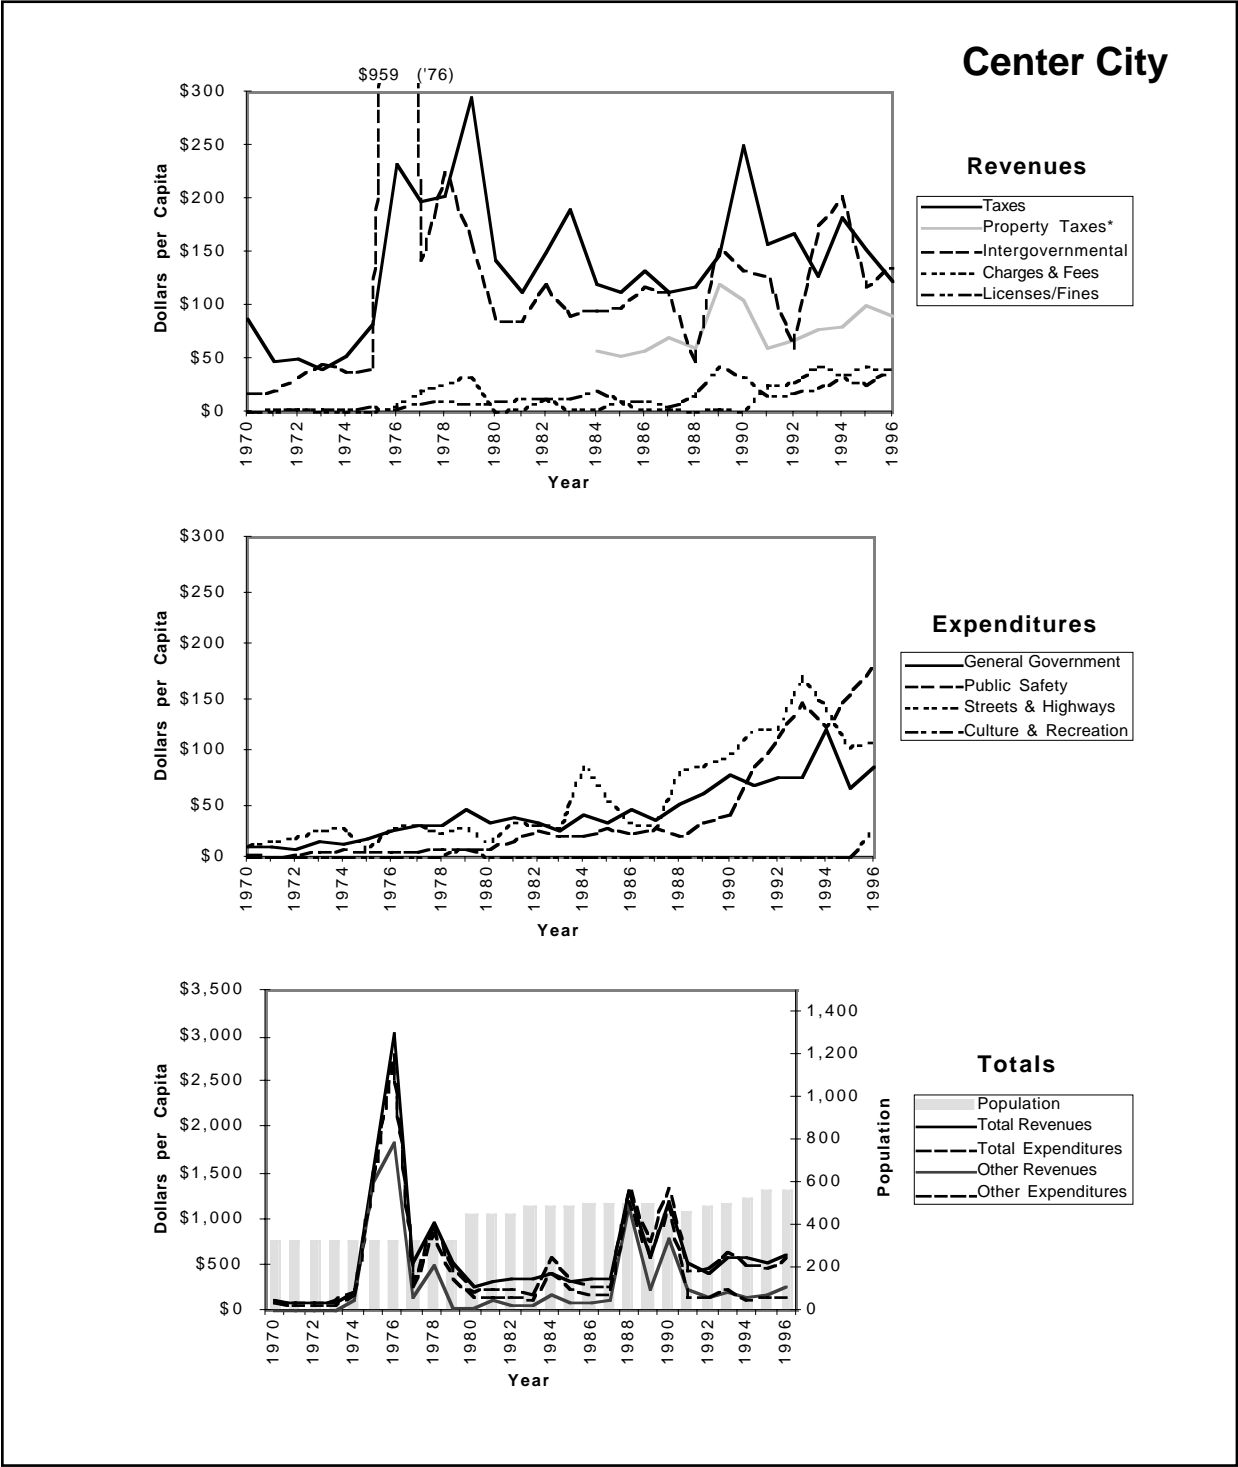 Center City
$959 ('76)
$300
$250
$200
$150
$100
$50
$0
Dollars per Capita
1970
1972
1974
1976
1978
1980
1982
1984
1986
1988
1990
1992
1994
1996
Year
Revenues
Taxes
Property Taxes*
Intergovernmental
Charges & Fees
Licenses/Fines
$300
$250
$200
$150
$100
$50
$0
Dollars per Capita
1970
1972
1974
1976
1978
1980
1982
1984
1986
1988
1990
1992
1994
1996
Year
Expenditures
General Government
Public Safety
Streets & Highways
Culture & Recreation
$3,500
$3,000
$2,500
$2,000
$1,500
$1,000
$500
$0
Dollars per Capita
1,400
1,200
1,000
800
600
400
200
0
Population
1970
1972
1974
1976
1978
1980
1982
1984
1986
1988
1990
1992
1994
1996
Year
Totals
Population
Total Revenues
Total Expenditures
Other Revenues
Other Expenditures